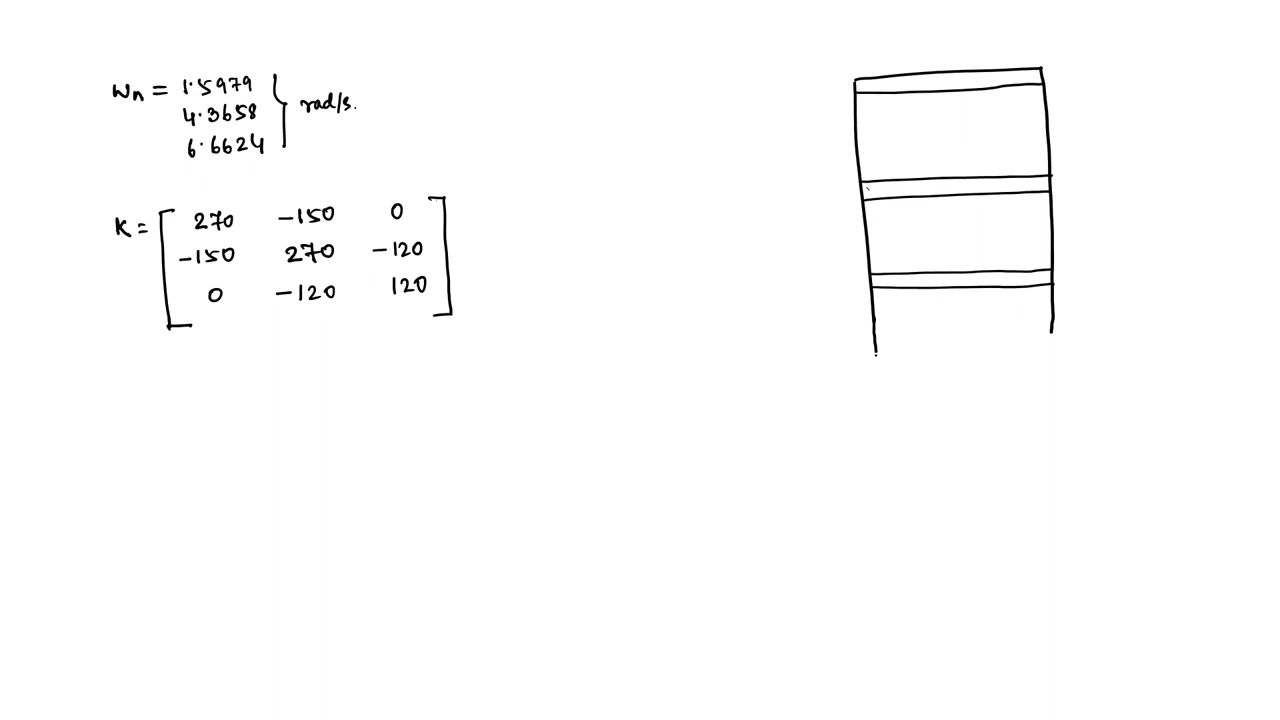 Wn = 1.5979
4.3658 rad/s.
6.6624
K = [ 270 -150 0
-150 270 -120
0 -120 120 ]